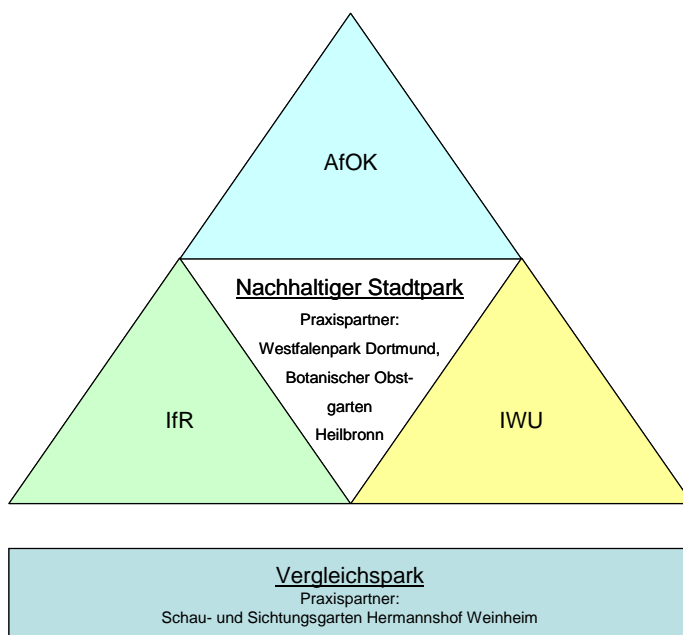 AfOK
Nachhaltiger Stadtpark
Praxispartner:
Westfalenpark Dortmund,
Botanischer Obst-
garten
Heilbronn
IfR
IWU
Vergleichspark
Praxispartner:
Schau- und Sichtungsgarten Hermannshof Weinheim